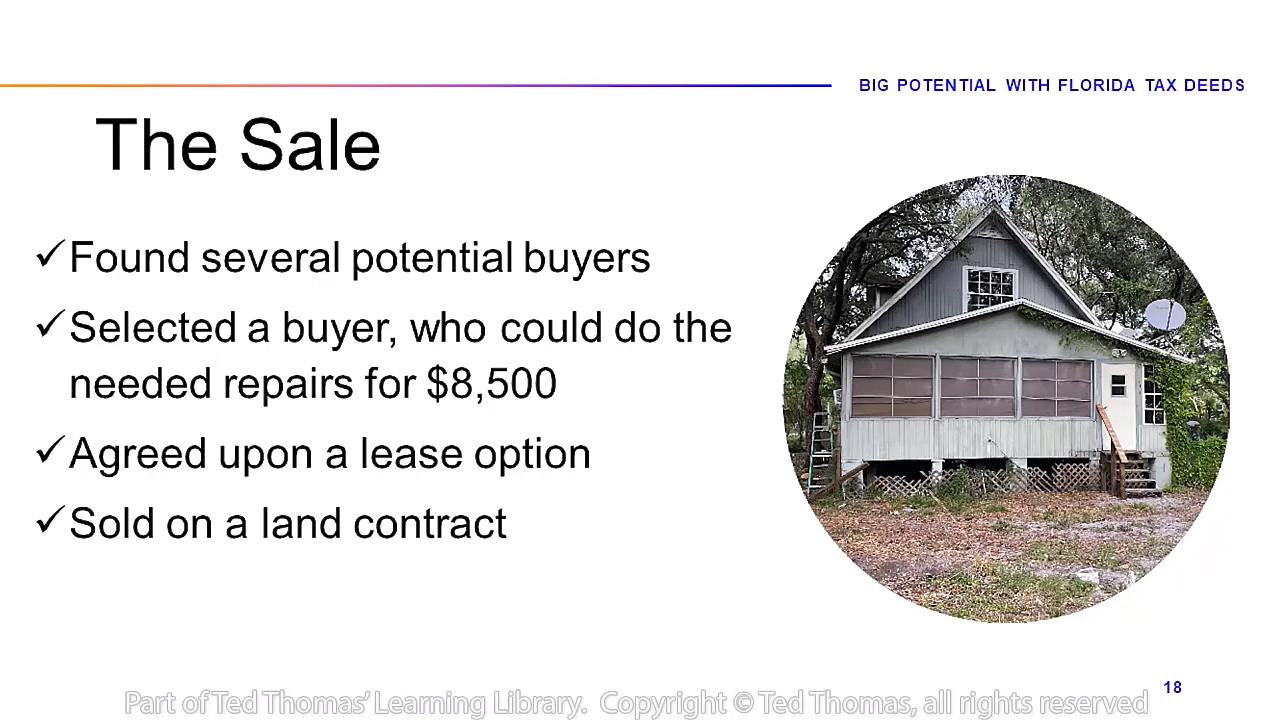 BIG POTENTIAL WITH FLORIDA TAX DEEDS
The Sale
✓Found several potential buyers
✓Selected a buyer, who could do the
needed repairs for $8,500
✓Agreed upon a lease option
✓Sold on a land contract
18
Part of Ted Thomas' Learning Library. Copyright © Ted Thomas, all rights reserved